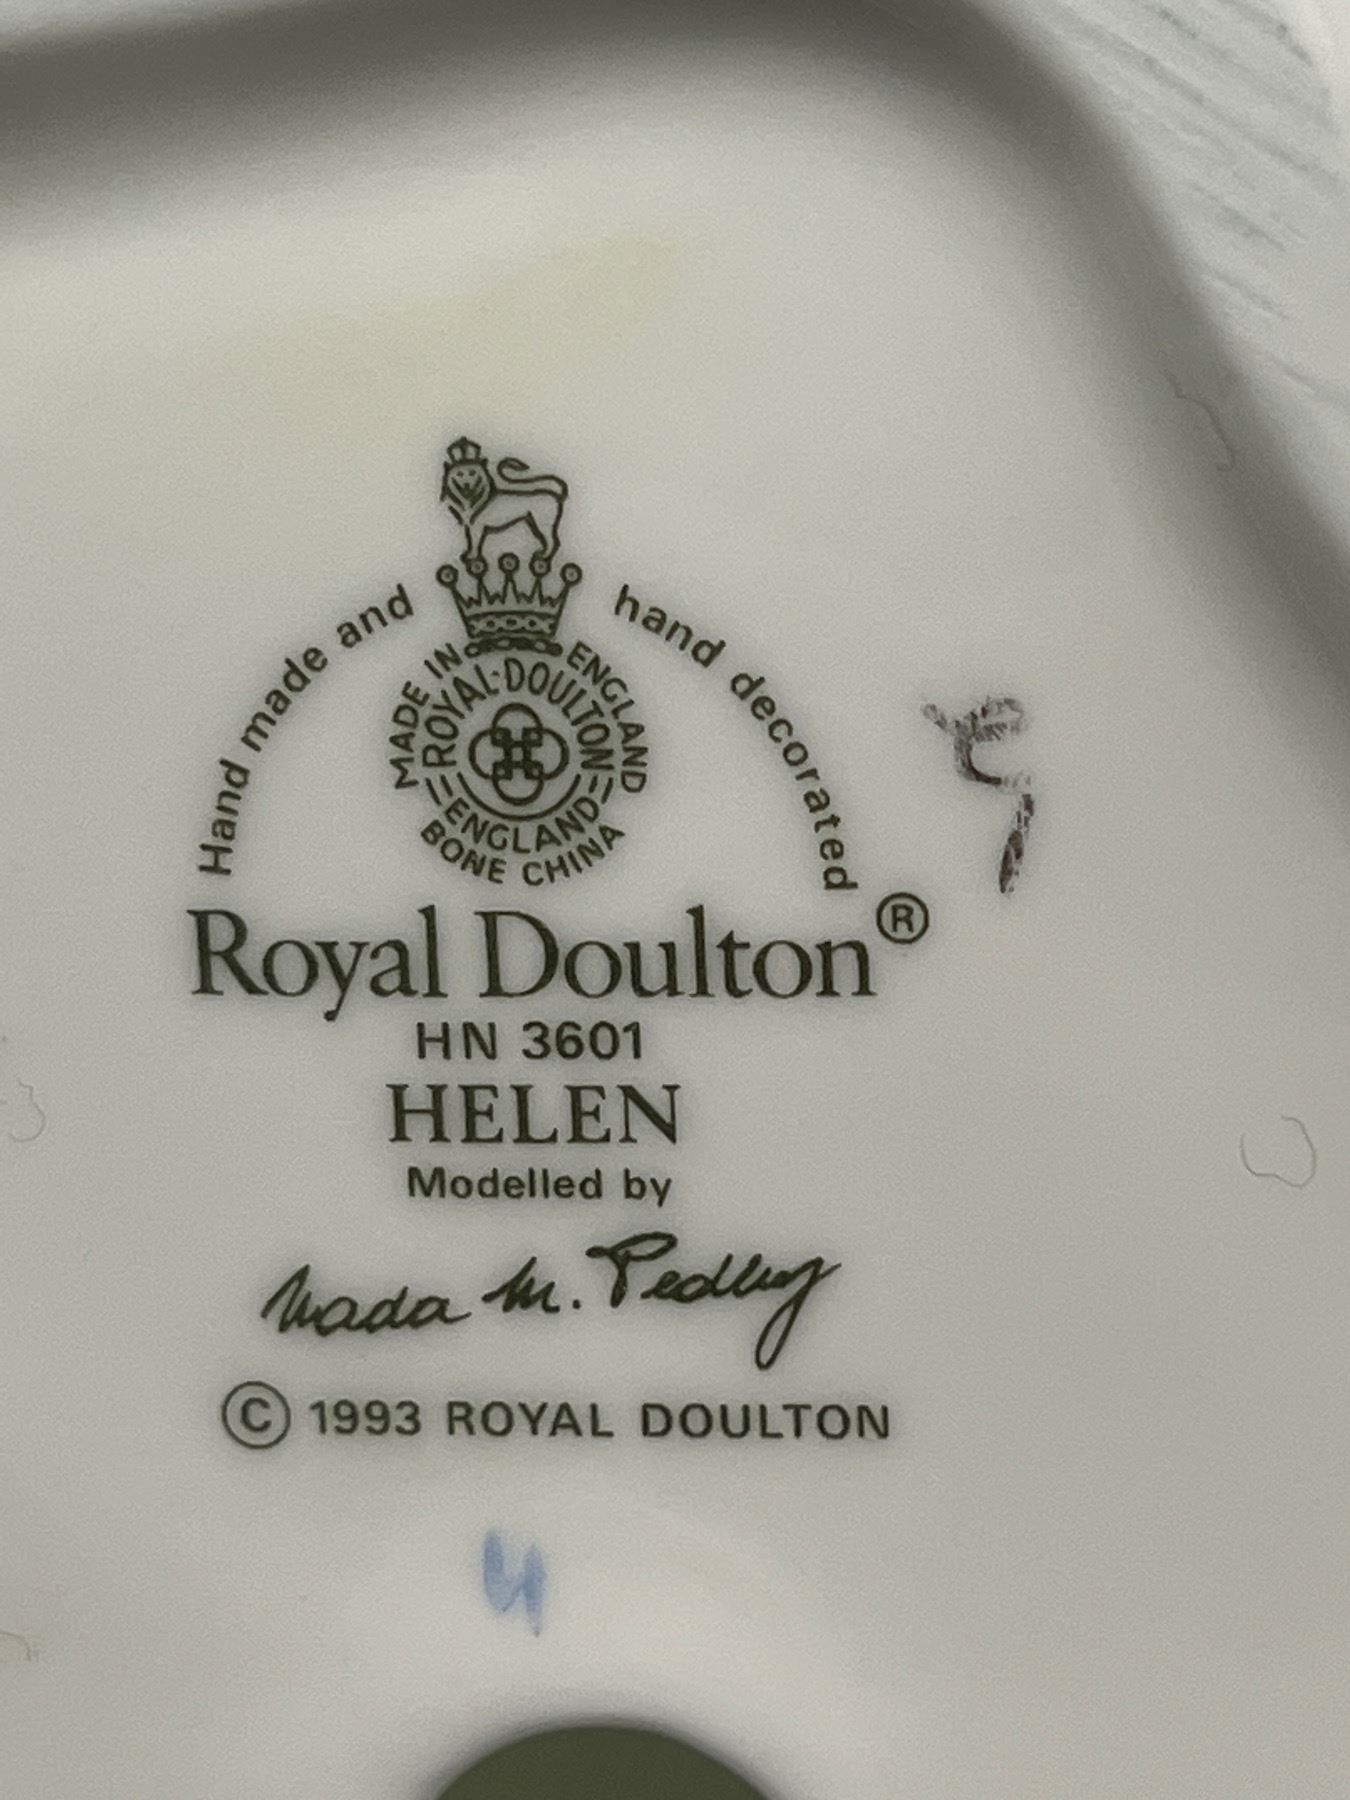 Hand made and hand decorated
MADE IN ENGLAND
ROYAL·DOULTON
ENGLAND
BONE CHINA
Royal Doulton®
HN 3601
HELEN
Modelled by
Nada M. Pedley
© 1993 ROYAL DOULTON
4